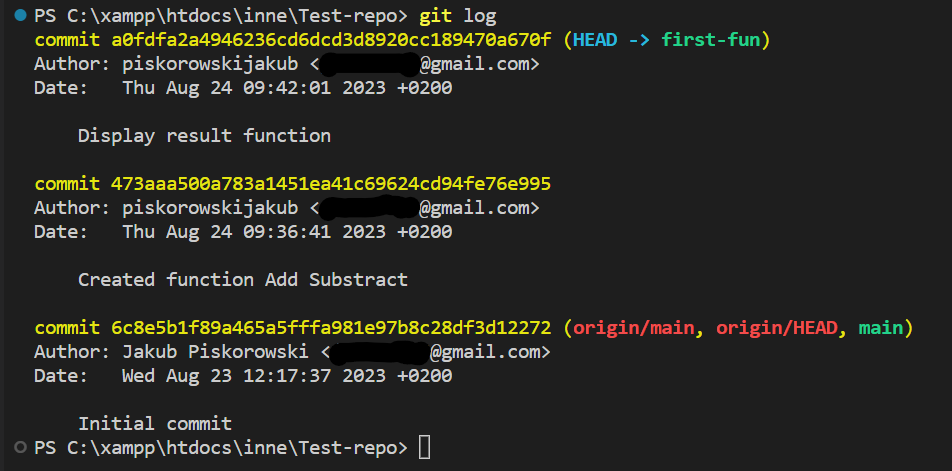 PS C:\xampp\htdocs\inne\Test-repo> git log
commit a0fdfa2a4946236cd6dcd3d8920cc189470a670f (HEAD -> first-fun)
Author: piskorowskijakub < @gmail.com>
Date:   Thu Aug 24 09:42:01 2023 +0200
Display result function
commit 473aaa500a783a1451ea41c69624cd94fe76e995
Author: piskorowskijakub < @gmail.com>
Date:   Thu Aug 24 09:36:41 2023 +0200
Created function Add Substract
commit 6c8e5b1f89a465a5fffa981e97b8c28df3d12272 (origin/main, origin/HEAD, main)
Author: Jakub Piskorowski < @gmail.com>
Date:   Wed Aug 23 12:17:37 2023 +0200
Initial commit
PS C:\xampp\htdocs\inne\Test-repo>